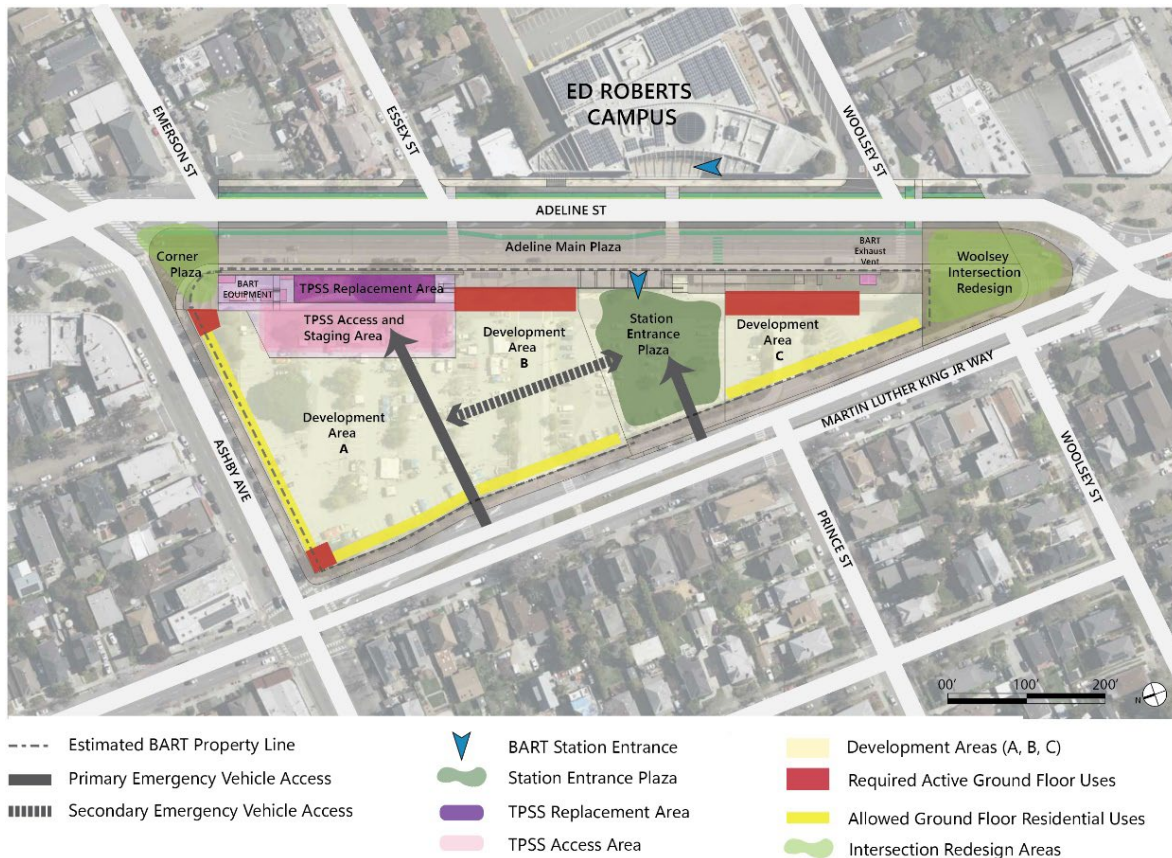 ED ROBERTS
CAMPUS
EMERSON ST
ESSEX ST
WOOLSEY ST
ADELINE ST
Adeline Main Plaza
Corner
Plaza
BART
Exhaust
Vent
Woolsey
Intersection
Redesign
BART
EQUIPMENT
TPSS Replacement Area
TPSS Access and
Staging Area
Development
Area
B
Station
Entrance
Plaza
Development
Area
C
Development
Area
A
ASHBY AVE
MARTIN LUTHER KING JR WAY
PRINCE ST
WOOLSEY ST
00' 100' 200'
N
Estimated BART Property Line
Primary Emergency Vehicle Access
Secondary Emergency Vehicle Access
BART Station Entrance
Station Entrance Plaza
TPSS Replacement Area
TPSS Access Area
Development Areas (A, B, C)
Required Active Ground Floor Uses
Allowed Ground Floor Residential Uses
Intersection Redesign Areas